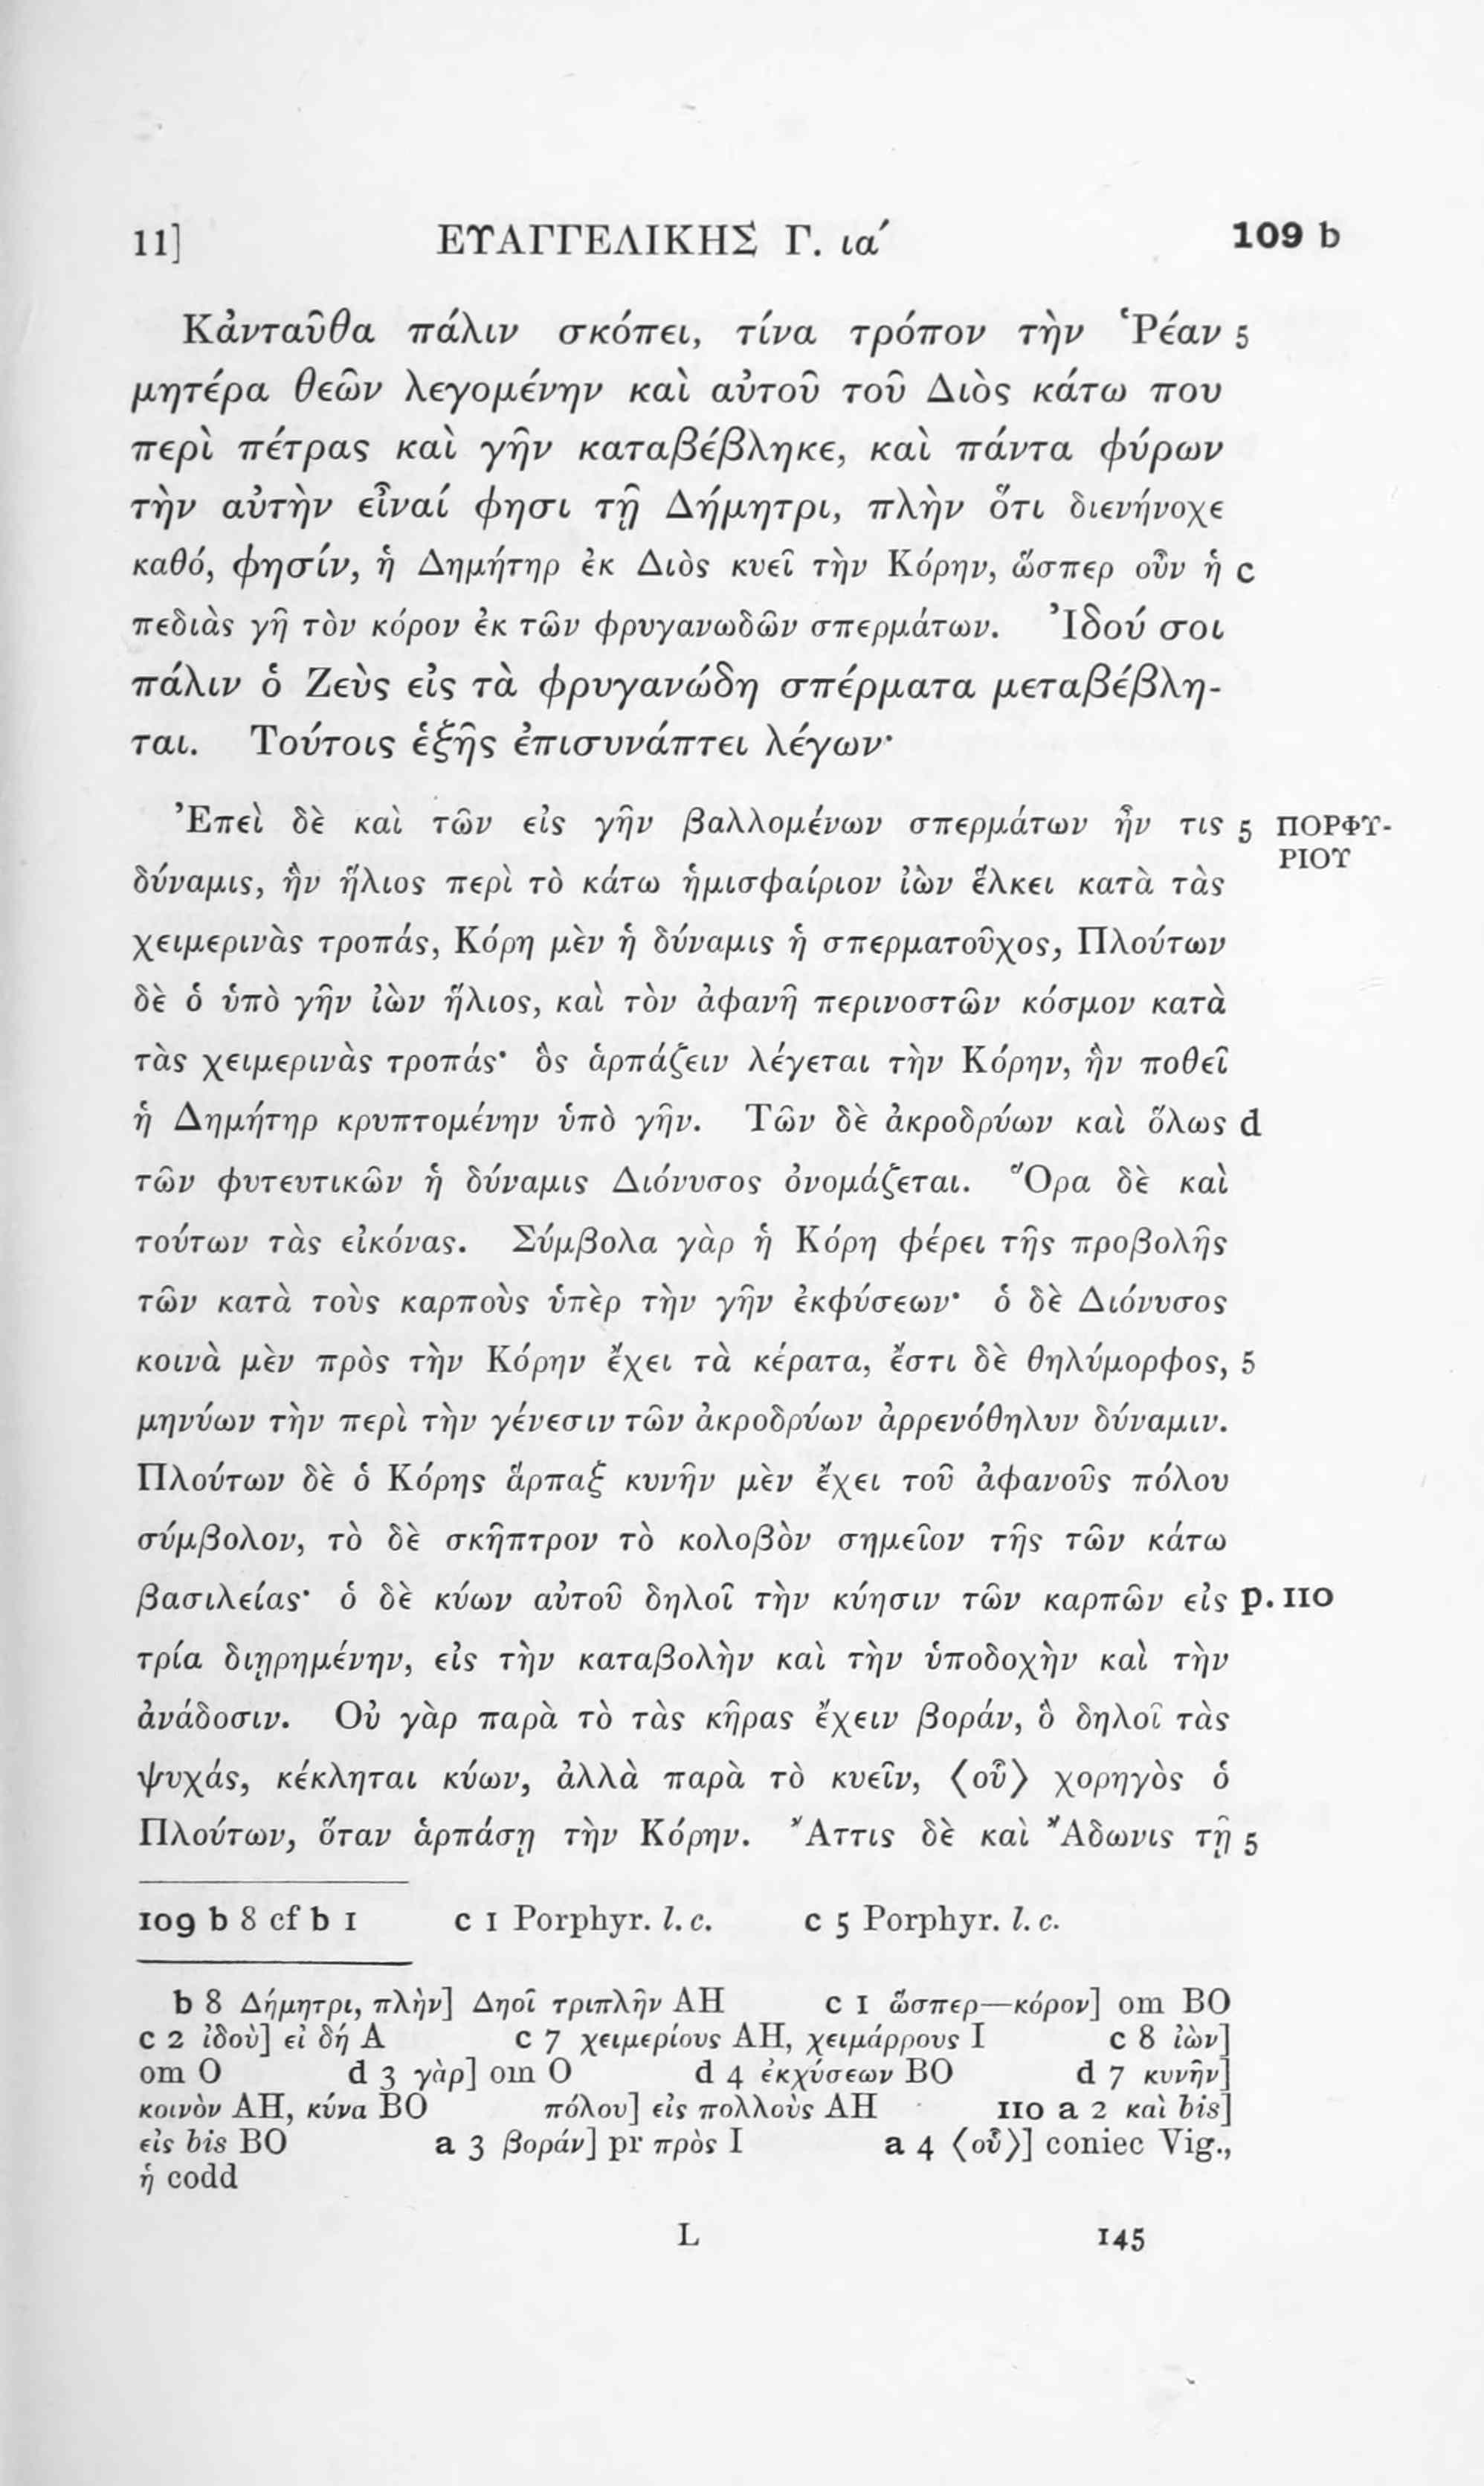 11] ΕΥΑΓΓΕΛΙΚΗΣ Γ. ια´ 109 b
Κἀνταῦθα πάλιν σκόπει, τίνα τρόπον τὴν Ῥέαν 5
μητέρα θεῶν λεγομένην καὶ αὐτοῦ τοῦ Διὸς κάτω που
περὶ πέτρας καὶ γῆν καταβέβληκε, καὶ πάντα φύρων
τὴν αὐτὴν εἶναί φησι τῇ Δήμητρι, πλὴν ὅτι διενήνοχε
καθό, φησίν, ἡ Δημήτηρ ἐκ Διὸς κυεῖ τὴν Κόρην, ὥσπερ οὖν ἡ c
πεδιὰς γῆ τὸν κόρον ἐκ τῶν φρυγανωδῶν σπερμάτων. Ἰδού σοι
πάλιν ὁ Ζεὺς εἰς τὰ φρυγανώδη σπέρματα μεταβέβλη-
ται. Τούτοις ἑξῆς ἐπισυνάπτει λέγων·
Ἐπεὶ δὲ καὶ τῶν εἰς γῆν βαλλομένων σπερμάτων ἦν τις 5 ΠΟΡΦΥ-
ΡΙΟΥ
δύναμις, ἣν ἥλιος περὶ τὸ κάτω ἡμισφαίριον ἰὼν ἕλκει κατὰ τὰς
χειμερινὰς τροπάς, Κόρη μὲν ἡ δύναμις ἡ σπερματοῦχος, Πλούτων
δὲ ὁ ὑπὸ γῆν ἰὼν ἥλιος, καὶ τὸν ἀφανῆ περινοστῶν κόσμον κατὰ
τὰς χειμερινὰς τροπάς· ὃς ἁρπάζειν λέγεται τὴν Κόρην, ἣν ποθεῖ
ἡ Δημήτηρ κρυπτομένην ὑπὸ γῆν. Τῶν δὲ ἀκροδρύων καὶ ὅλως d
τῶν φυτευτικῶν ἡ δύναμις Διόνυσος ὀνομάζεται. Ὅρα δὲ καὶ
τούτων τὰς εἰκόνας. Σύμβολα γὰρ ἡ Κόρη φέρει τῆς προβολῆς
τῶν κατὰ τοὺς καρποὺς ὑπὲρ τὴν γῆν ἐκφύσεων· ὁ δὲ Διόνυσος
κοινὰ μὲν πρὸς τὴν Κόρην ἔχει τὰ κέρατα, ἔστι δὲ θηλύμορφος, 5
μηνύων τὴν περὶ τὴν γένεσιν τῶν ἀκροδρύων ἀρρενόθηλυν δύναμιν.
Πλούτων δὲ ὁ Κόρης ἅρπαξ κυνῆν μὲν ἔχει τοῦ ἀφανοῦς πόλου
σύμβολον, τὸ δὲ σκῆπτρον τὸ κολοβὸν σημεῖον τῆς τῶν κάτω
βασιλείας· ὁ δὲ κύων αὐτοῦ δηλοῖ τὴν κύησιν τῶν καρπῶν εἰς p. 110
τρία διῃρημένην, εἰς τὴν καταβολὴν καὶ τὴν ὑποδοχὴν καὶ τὴν
ἀνάδοσιν. Οὐ γὰρ παρὰ τὸ τὰς κῆρας ἔχειν βοράν, ὃ δηλοῖ τὰς
ψυχάς, κέκληται κύων, ἀλλὰ παρὰ τὸ κυεῖν, ⟨οὗ⟩ χορηγὸς ὁ
Πλούτων, ὅταν ἁρπάσῃ τὴν Κόρην. Ἄττις δὲ καὶ Ἄδωνις τῇ 5
109 b 8 cf b 1 c 1 Porphyr. l. c. c 5 Porphyr. l. c.
b 8 Δήμητρι, πλὴν] Δηοῖ τριπλῆν AH c 1 ὥσπερ—κόρον] om BO
c 2 ἰδοὺ] εἰ δή A c 7 χειμερίους AH, χειμάρρους I c 8 ἰὼν]
om O d 3 γὰρ] om O d 4 ἐκχύσεων BO d 7 κυνῆν]
κοινὸν AH, κύνα BO πόλου] εἰς πολλοὺς AH 110 a 2 καὶ bis]
εἰς bis BO a 3 βοράν] pr πρὸς I a 4 ⟨οὗ⟩] coniec Vig.,
ἡ codd
L 145